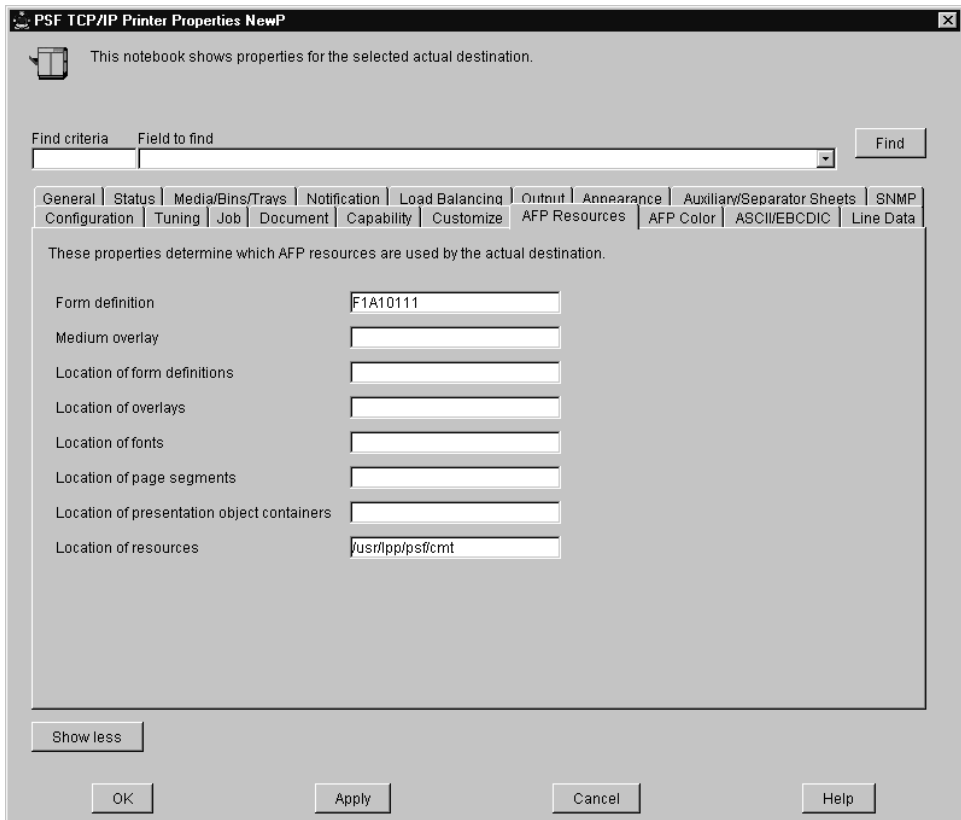 PSF TCP/IP Printer Properties NewP
This notebook shows properties for the selected actual destination.
Find criteria Field to find
Find
General Status Media/Bins/Trays Notification Load Balancing Output Appearance Auxiliary/Separator Sheets SNMP
Configuration Tuning Job Document Capability Customize AFP Resources AFP Color ASCII/EBCDIC Line Data
These properties determine which AFP resources are used by the actual destination.
Form definition F1A10111
Medium overlay
Location of form definitions
Location of overlays
Location of fonts
Location of page segments
Location of presentation object containers
Location of resources /usr/lpp/psf/cmt
Show less
OK Apply Cancel Help